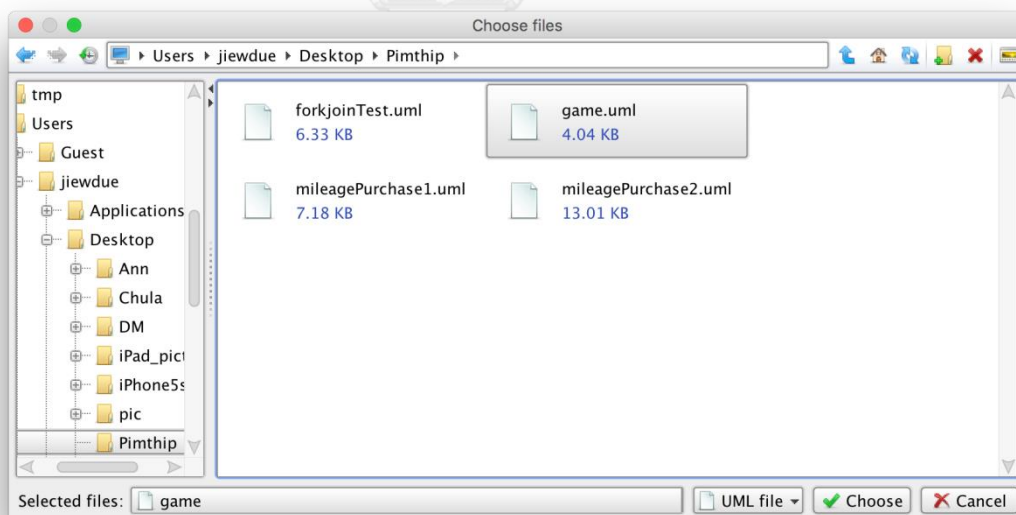 Choose files
Users jiewdue Desktop Pimthip
tmp
Users
Guest
jiewdue
Applications
Desktop
Ann
Chula
DM
iPad_pict
iPhone5s
pic
Pimthip
forkjoinTest.uml
6.33 KB
game.uml
4.04 KB
mileagePurchase1.uml
7.18 KB
mileagePurchase2.uml
13.01 KB
Selected files: game UML file Choose Cancel